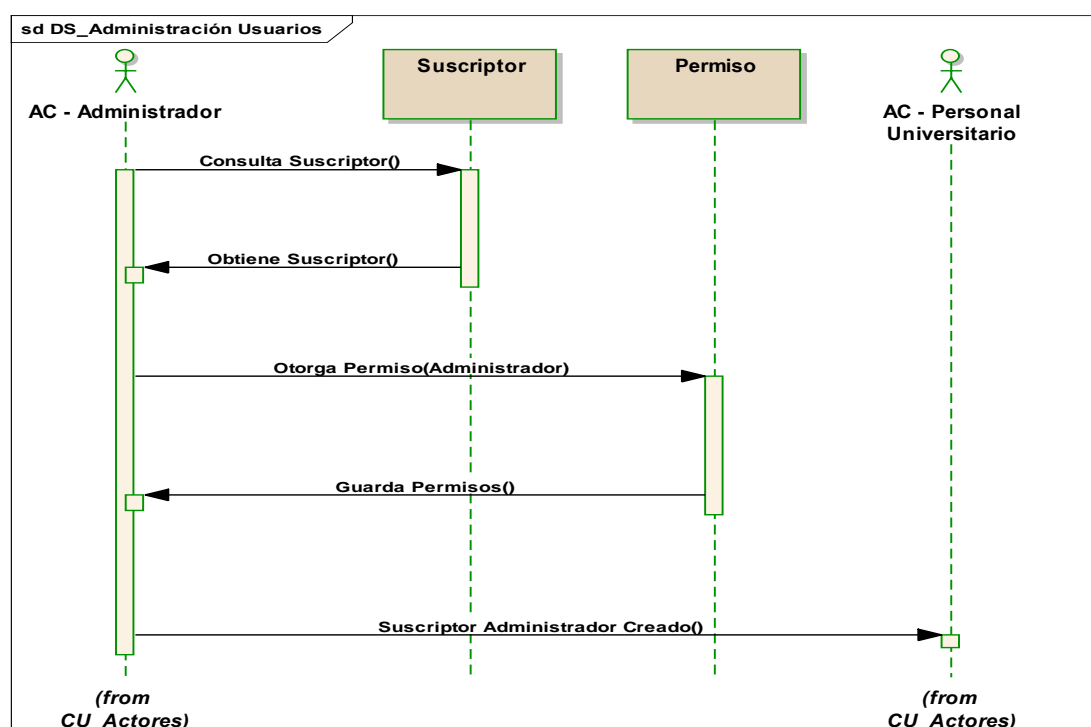 sd DS_Administración Usuarios
AC - Administrador
Suscriptor
Permiso
AC - Personal
Universitario
Consulta Suscriptor()
Obtiene Suscriptor()
Otorga Permiso(Administrador)
Guarda Permisos()
Suscriptor Administrador Creado()
(from
CU_Actores)
(from
CU_Actores)